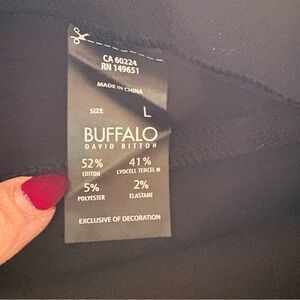 CA 60224
RN 149651
MADE IN CHINA
SIZE L
BUFFALO
DAVID BITTON
52% 41%
COTTON LYOCELL TENCEL ®
5% 2%
POLYESTER ELASTANE
EXCLUSIVE OF DECORATION